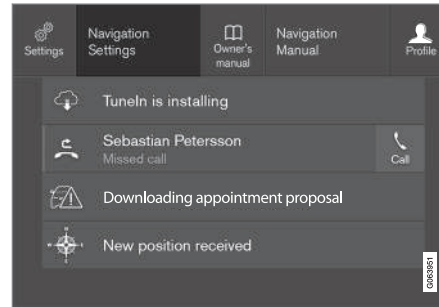 Settings
Navigation
Settings
Owner's
manual
Navigation
Manual
Profile
TuneIn is installing
Sebastian Petersson
Missed call
Call
Downloading appointment proposal
New position received
G063951